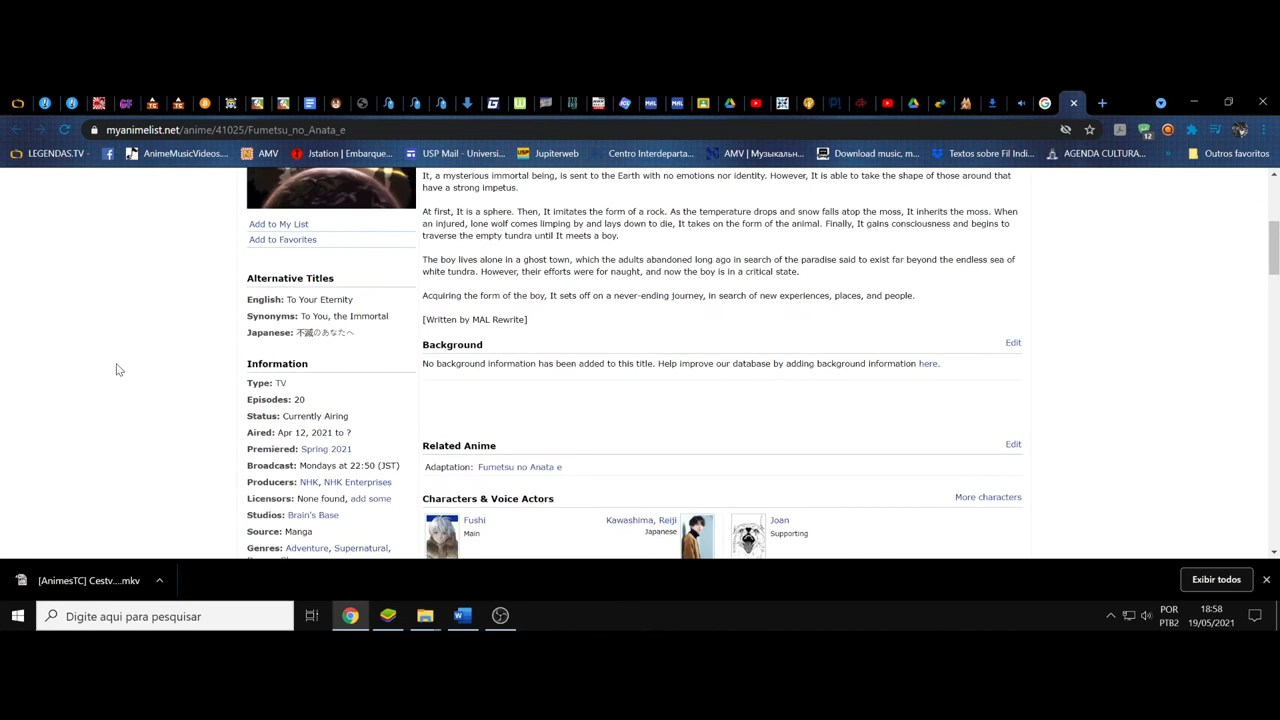 myanimelist.net/anime/41025/Fumetsu_no_Anata_e
LEGENDAS.TV -
AnimeMusicVideos...
AMV
Jstation | Embarque...
USP Mail - Universi...
Jupiterweb
Centro Interdeparta...
AMV | Музыкальн...
Download music, m...
Textos sobre Fil Indi...
AGENDA CULTURA...
»
Outros favoritos
It, a mysterious immortal being, is sent to the Earth with no emotions nor identity. However, It is able to take the shape of those around that
have a strong impetus.
At first, It is a sphere. Then, It imitates the form of a rock. As the temperature drops and snow falls atop the moss, It inherits the moss. When
an injured, lone wolf comes limping by and lays down to die, It takes on the form of the animal. Finally, It gains consciousness and begins to
traverse the empty tundra until It meets a boy.
The boy lives alone in a ghost town, which the adults abandoned long ago in search of the paradise said to exist far beyond the endless sea of
white tundra. However, their efforts were for naught, and now the boy is in a critical state.
Acquiring the form of the boy, It sets off on a never-ending journey, in search of new experiences, places, and people.
[Written by MAL Rewrite]
Background
Edit
No background information has been added to this title. Help improve our database by adding background information here.
Related Anime
Edit
Adaptation: Fumetsu no Anata e
Characters & Voice Actors
More characters
Fushi
Main
Kawashima, Reiji
Japanese
Joan
Supporting
Add to My List
Add to Favorites
Alternative Titles
English: To Your Eternity
Synonyms: To You, the Immortal
Japanese: 不滅のあなたへ
Information
Type: TV
Episodes: 20
Status: Currently Airing
Aired: Apr 12, 2021 to ?
Premiered: Spring 2021
Broadcast: Mondays at 22:50 (JST)
Producers: NHK, NHK Enterprises
Licensors: None found, add some
Studios: Brain's Base
Source: Manga
Genres: Adventure, Supernatural,
[AnimesTC] Cestv....mkv
Exibir todos
Digite aqui para pesquisar
POR
PTB2
18:58
19/05/2021